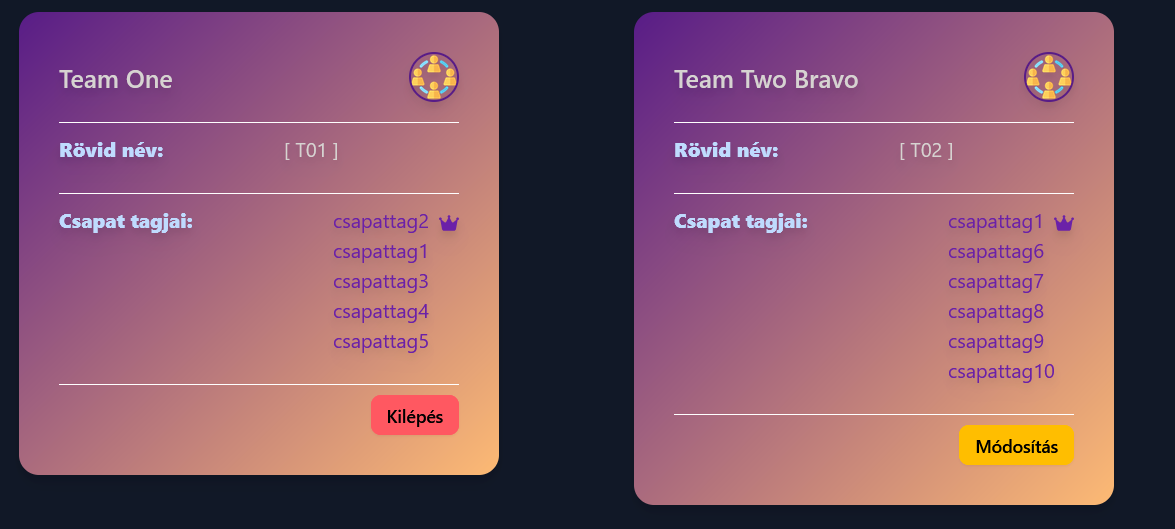 Team One
Rövid név: [ T01 ]
Csapat tagjai: csapattag2
csapattag1
csapattag3
csapattag4
csapattag5
Kilépés
Team Two Bravo
Rövid név: [ T02 ]
Csapat tagjai: csapattag1
csapattag6
csapattag7
csapattag8
csapattag9
csapattag10
Módosítás